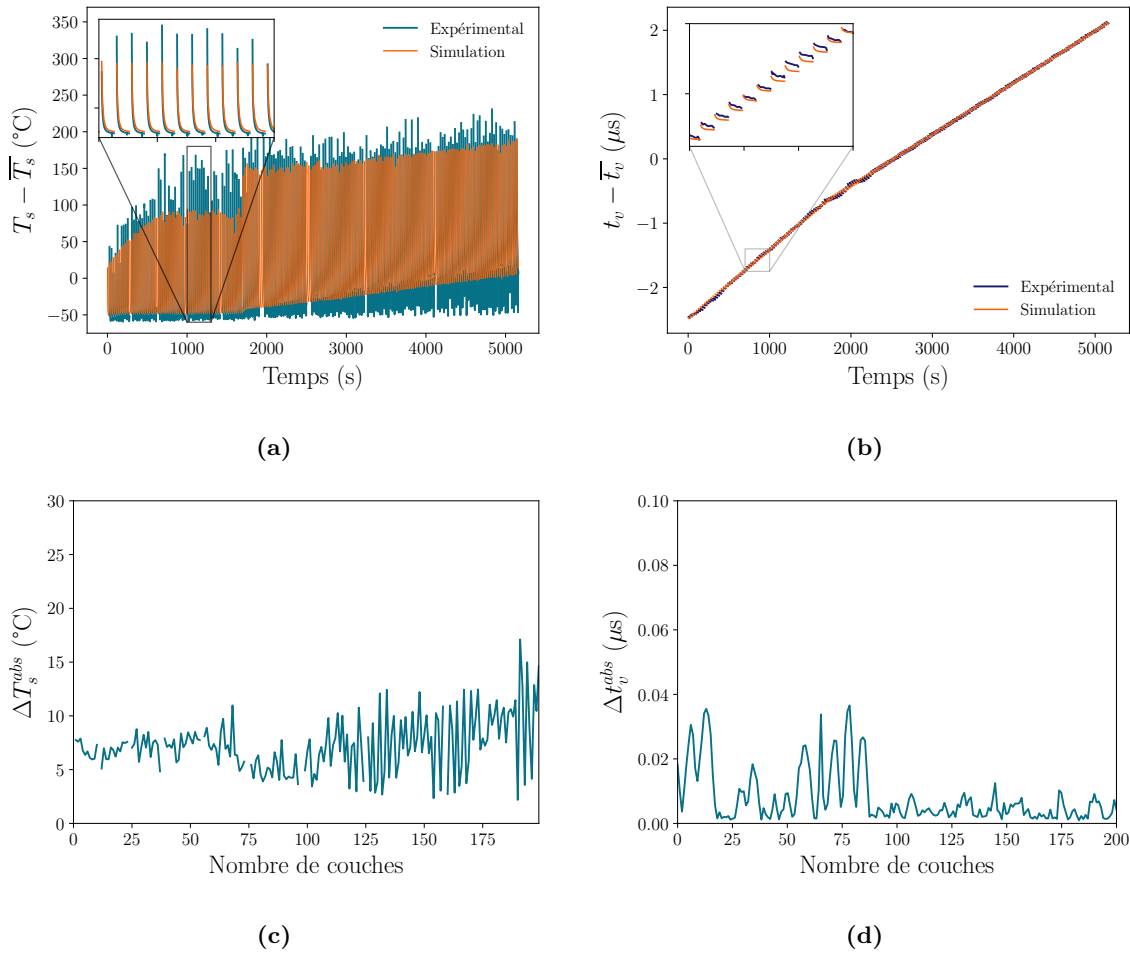 350
300
250
200
150
100
50
0
−50
T_s − \overline{T_s} (°C)
Expérimental
Simulation
0 1000 2000 3000 4000 5000
Temps (s)
(a)
2
1
0
−1
−2
t_v − \overline{t_v} (μs)
Expérimental
Simulation
0 1000 2000 3000 4000 5000
Temps (s)
(b)
30
25
20
15
10
5
0
ΔT_s^{abs} (°C)
0 25 50 75 100 125 150 175
Nombre de couches
(c)
0.10
0.08
0.06
0.04
0.02
0.00
Δt_v^{abs} (μs)
0 25 50 75 100 125 150 175 200
Nombre de couches
(d)